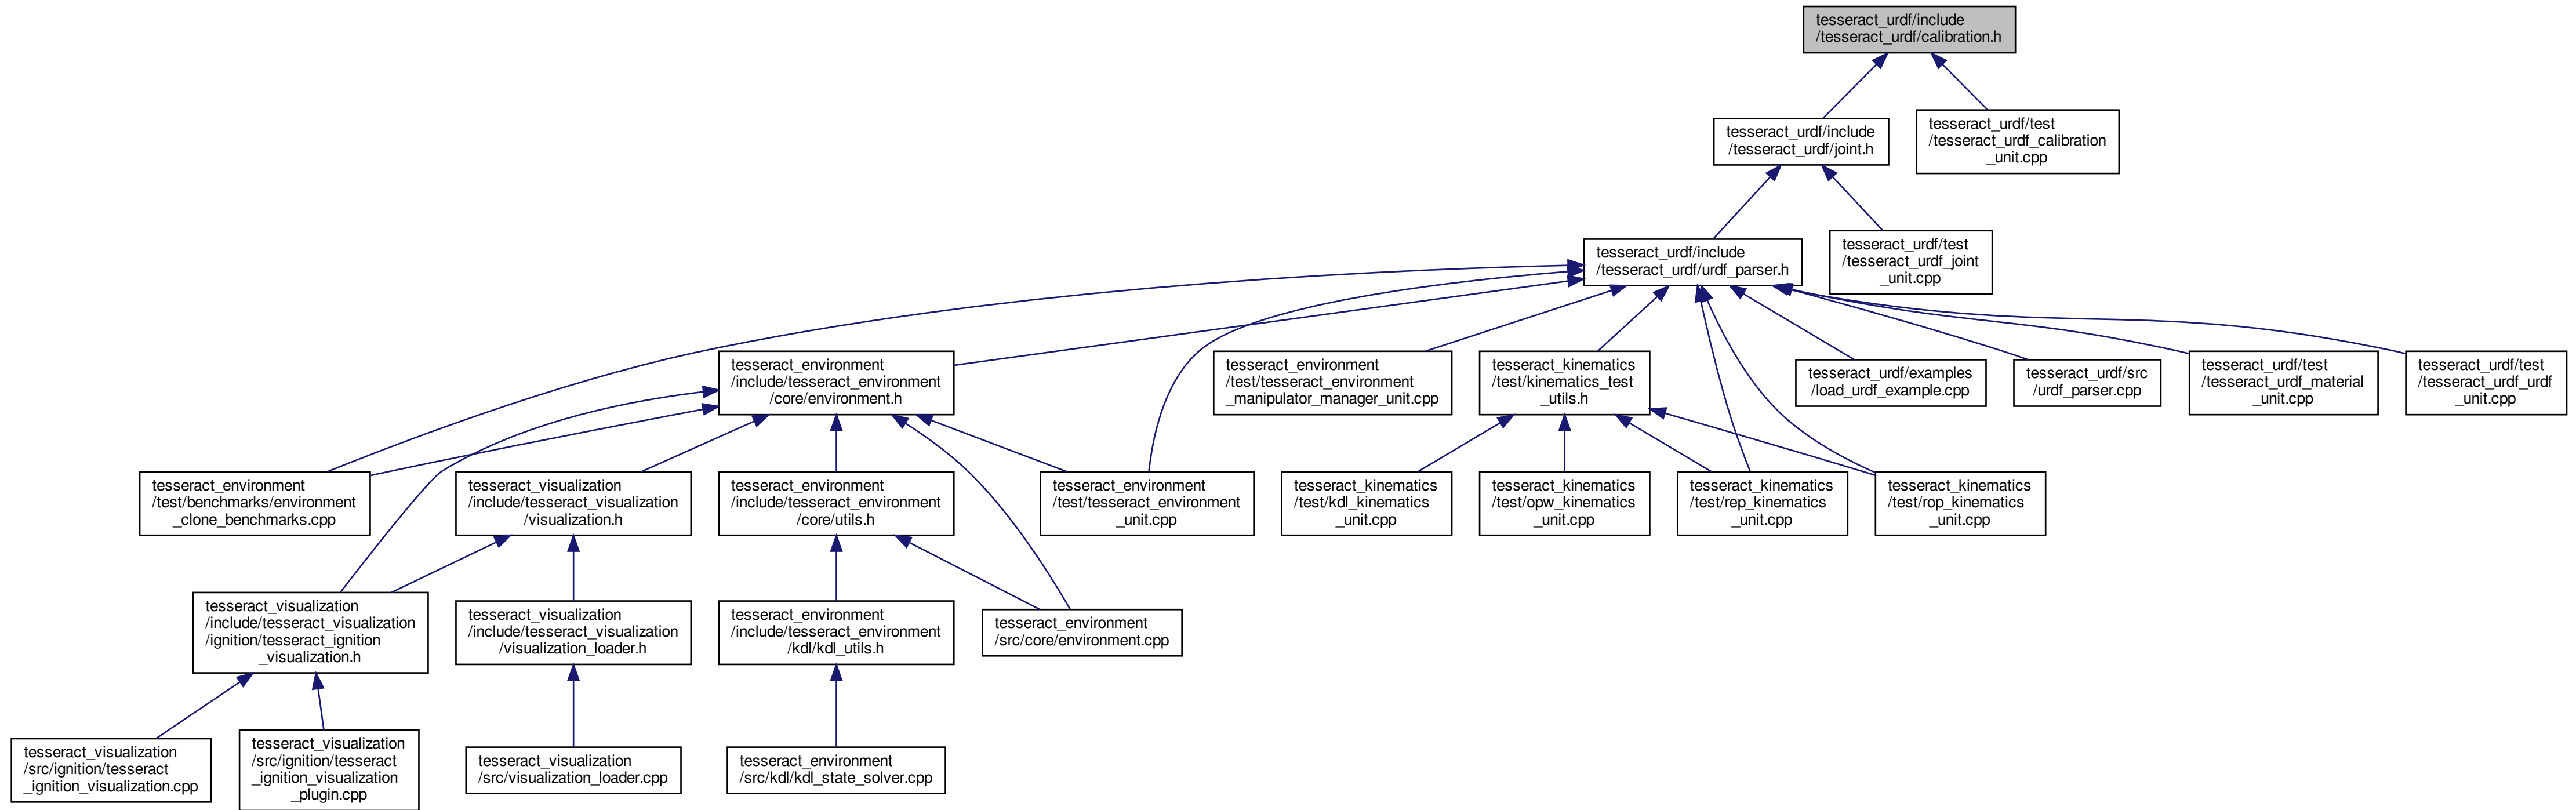 tesseract_urdf/include
/tesseract_urdf/calibration.h
tesseract_urdf/include
/tesseract_urdf/joint.h
tesseract_urdf/test
/tesseract_urdf_calibration
_unit.cpp
tesseract_urdf/include
/tesseract_urdf/urdf_parser.h
tesseract_urdf/test
/tesseract_urdf_joint
_unit.cpp
tesseract_environment
/include/tesseract_environment
/core/environment.h
tesseract_environment
/test/tesseract_environment
_manipulator_manager_unit.cpp
tesseract_kinematics
/test/kinematics_test
_utils.h
tesseract_urdf/examples
/load_urdf_example.cpp
tesseract_urdf/src
/urdf_parser.cpp
tesseract_urdf/test
/tesseract_urdf_material
_unit.cpp
tesseract_urdf/test
/tesseract_urdf_urdf
_unit.cpp
tesseract_environment
/test/benchmarks/environment
_clone_benchmarks.cpp
tesseract_visualization
/include/tesseract_visualization
/visualization.h
tesseract_environment
/include/tesseract_environment
/core/utils.h
tesseract_environment
/test/tesseract_environment
_unit.cpp
tesseract_kinematics
/test/kdl_kinematics
_unit.cpp
tesseract_kinematics
/test/opw_kinematics
_unit.cpp
tesseract_kinematics
/test/rep_kinematics
_unit.cpp
tesseract_kinematics
/test/rop_kinematics
_unit.cpp
tesseract_visualization
/include/tesseract_visualization
/ignition/tesseract_ignition
_visualization.h
tesseract_visualization
/include/tesseract_visualization
/visualization_loader.h
tesseract_environment
/include/tesseract_environment
/kdl/kdl_utils.h
tesseract_environment
/src/core/environment.cpp
tesseract_visualization
/src/ignition/tesseract
_ignition_visualization.cpp
tesseract_visualization
/src/ignition/tesseract
_ignition_visualization
_plugin.cpp
tesseract_visualization
/src/visualization_loader.cpp
tesseract_environment
/src/kdl/kdl_state_solver.cpp